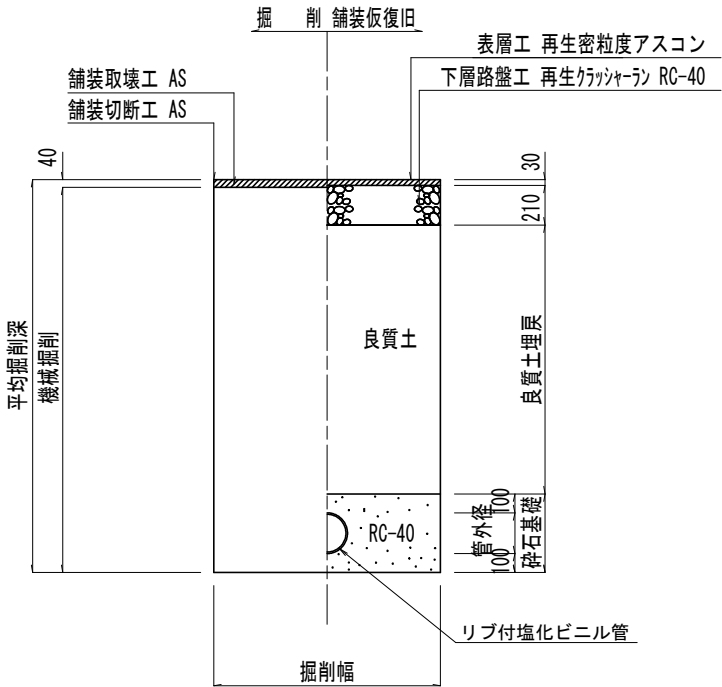 掘　削 舗装仮復旧
表層工 再生密粒度アスコン
下層路盤工 再生クラッシャーラン RC-40
舗装取壊工 AS
舗装切断工 AS
40
30
210
平均掘削深
機械掘削
良質土
良質土埋戻
100
管外径
100
砕石基礎
RC-40
リブ付塩化ビニル管
掘削幅